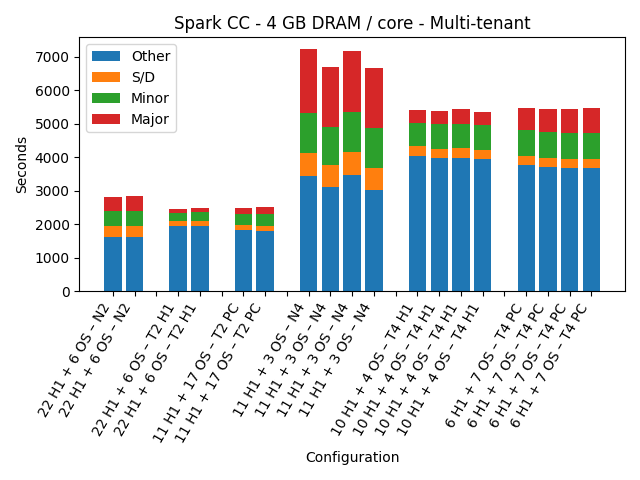 Spark CC - 4 GB DRAM / core - Multi-tenant
Other
S/D
Minor
Major
Seconds
7000
6000
5000
4000
3000
2000
1000
0
22 H1 + 6 OS – N2
22 H1 + 6 OS – N2
22 H1 + 6 OS – T2 H1
22 H1 + 6 OS – T2 H1
11 H1 + 17 OS – T2 PC
11 H1 + 17 OS – T2 PC
11 H1 + 3 OS – N4
11 H1 + 3 OS – N4
11 H1 + 3 OS – N4
11 H1 + 3 OS – N4
10 H1 + 4 OS – T4 H1
10 H1 + 4 OS – T4 H1
10 H1 + 4 OS – T4 H1
10 H1 + 4 OS – T4 H1
6 H1 + 7 OS – T4 PC
6 H1 + 7 OS – T4 PC
6 H1 + 7 OS – T4 PC
6 H1 + 7 OS – T4 PC
Configuration